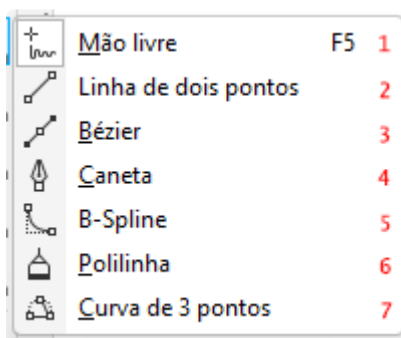 Mão livre F5 1
Linha de dois pontos 2
Bézier 3
Caneta 4
B-Spline 5
Polilinha 6
Curva de 3 pontos 7